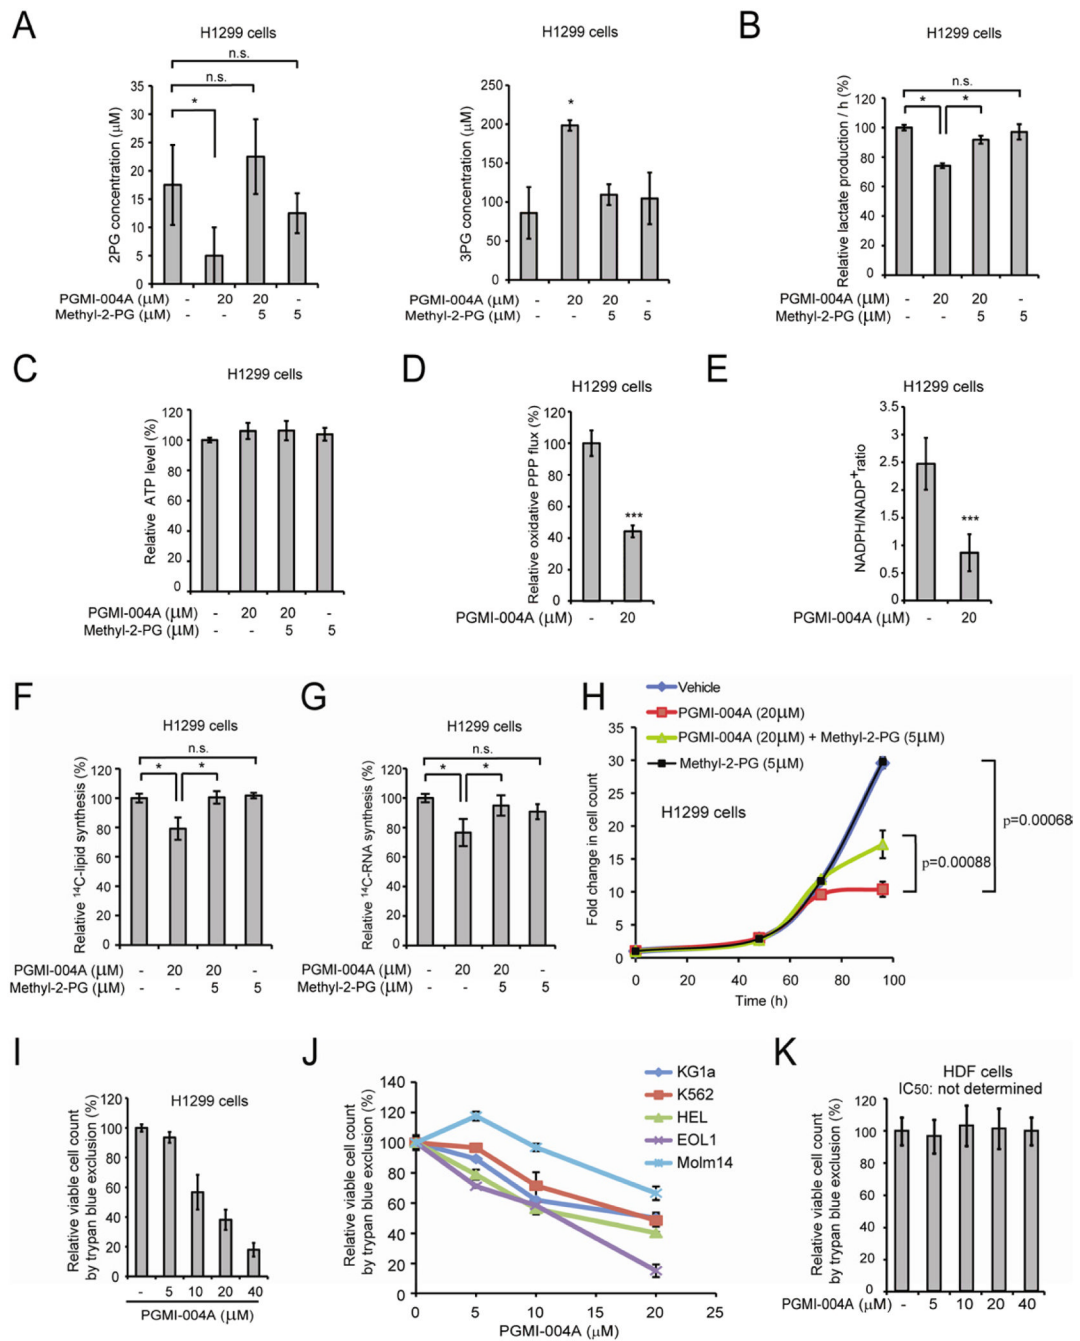 A
H1299 cells
n.s.
n.s.
*
2PG concentration (μM)
35
30
25
20
15
10
5
0
PGMI-004A (μM) - 20 20 -
Methyl-2-PG (μM) - - 5 5
H1299 cells
*
3PG concentration (μM)
250
200
150
100
50
0
PGMI-004A (μM) - 20 20 -
Methyl-2-PG (μM) - - 5 5
B
H1299 cells
n.s.
* *
Relative lactate production / h (%)
120
100
80
60
40
20
0
PGMI-004A (μM) - 20 20 -
Methyl-2-PG (μM) - - 5 5
C
H1299 cells
Relative ATP level (%)
120
100
80
60
40
20
0
PGMI-004A (μM) - 20 20 -
Methyl-2-PG (μM) - - 5 5
D
H1299 cells
Relative oxidative PPP flux (%)
120
100
80
60
40
20
0
***
PGMI-004A (μM) - 20
E
H1299 cells
NADPH/NADP+ratio
3.5
3
2.5
2
1.5
1
0.5
0
***
PGMI-004A (μM) - 20
F
H1299 cells
n.s.
* *
Relative 14C-lipid synthesis (%)
120
100
80
60
40
20
0
PGMI-004A (μM) - 20 20 -
Methyl-2-PG (μM) - - 5 5
G
H1299 cells
n.s.
* *
Relative 14C-RNA synthesis (%)
120
100
80
60
40
20
0
PGMI-004A (μM) - 20 20 -
Methyl-2-PG (μM) - - 5 5
H
Vehicle
PGMI-004A (20μM)
PGMI-004A (20μM) + Methyl-2-PG (5μM)
Methyl-2-PG (5μM)
H1299 cells
Fold change in cell count
35
30
25
20
15
10
5
0
0 20 40 60 80 100
Time (h)
p=0.00068
p=0.00088
I
H1299 cells
Relative viable cell count
by trypan blue exclusion (%)
120
100
80
60
40
20
0
- 5 10 20 40
PGMI-004A (μM)
J
KG1a
K562
HEL
EOL1
Molm14
Relative viable cell count
by trypan blue exclusion (%)
140
120
100
80
60
40
20
0
0 5 10 15 20 25
PGMI-004A (μM)
K
HDF cells
IC50: not determined
Relative viable cell count
by trypan blue exclusion (%)
120
100
80
60
40
20
0
PGMI-004A (μM) - 5 10 20 40